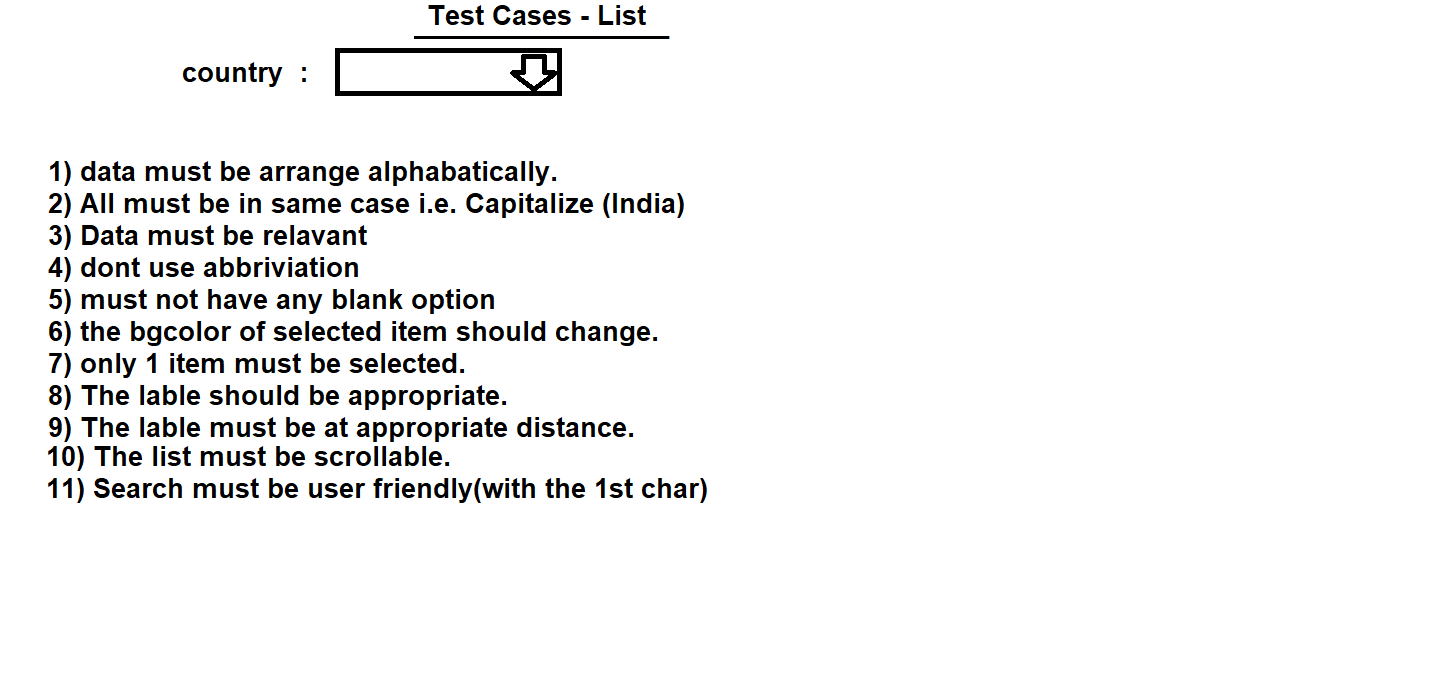 Test Cases - List
country :
1) data must be arrange alphabatically.
2) All must be in same case i.e. Capitalize (India)
3) Data must be relavant
4) dont use abbriviation
5) must not have any blank option
6) the bgcolor of selected item should change.
7) only 1 item must be selected.
8) The lable should be appropriate.
9) The lable must be at appropriate distance.
10) The list must be scrollable.
11) Search must be user friendly(with the 1st char)